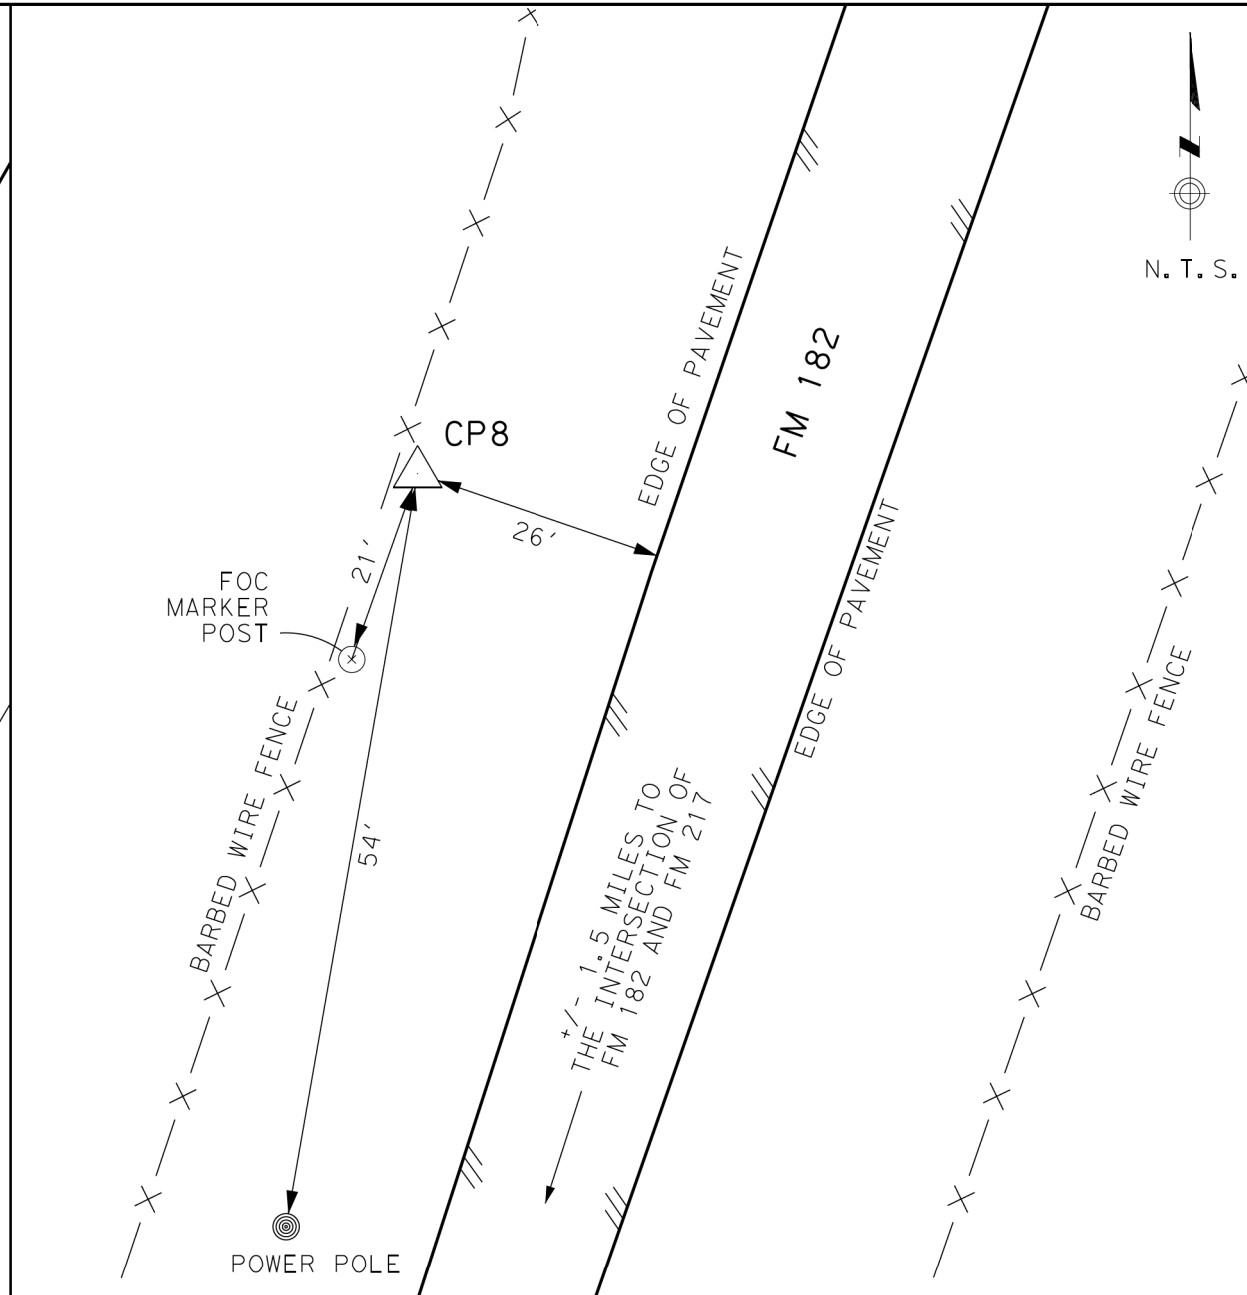 N.T.S.
EDGE OF PAVEMENT
FM 182
CP8
26'
21'
FOC
MARKER
POST
EDGE OF PAVEMENT
BARBED WIRE FENCE
BARBED WIRE FENCE
54'
+/- 1.5 MILES TO
THE INTERSECTION OF
FM 182 AND FM 217
POWER POLE